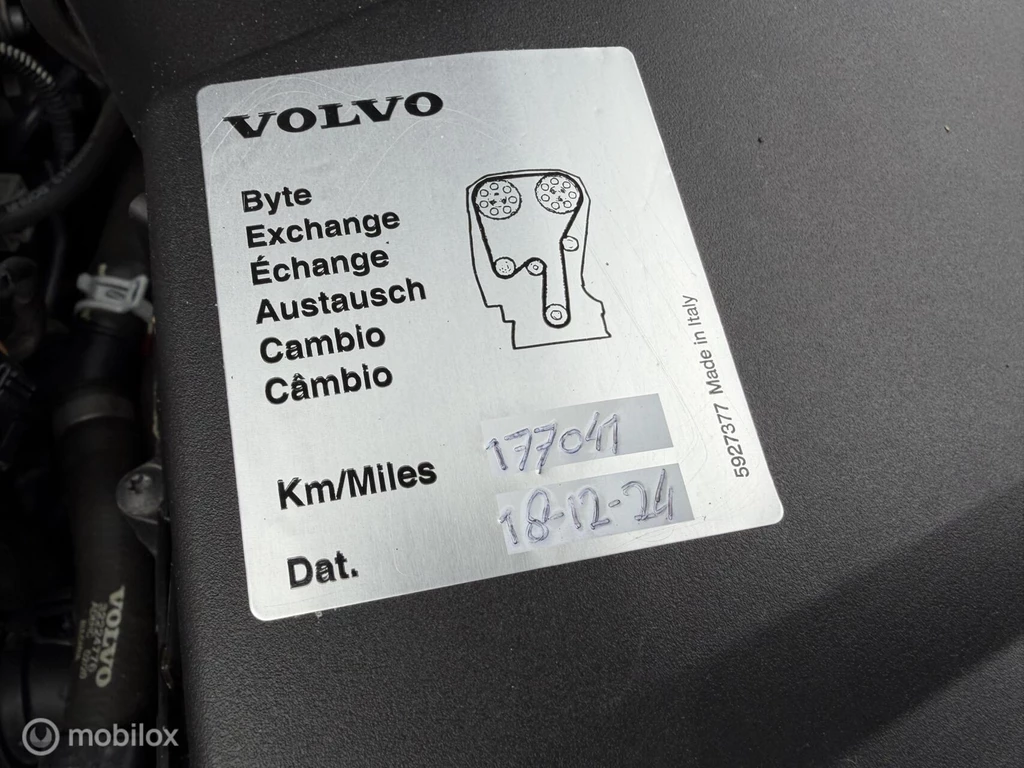 VOLVO
Byte
Exchange
Échange
Austausch
Cambio
Câmbio
Km/Miles 177041
Dat. 18-12-24
5927377 Made in Italy
VOLVO
mobilox